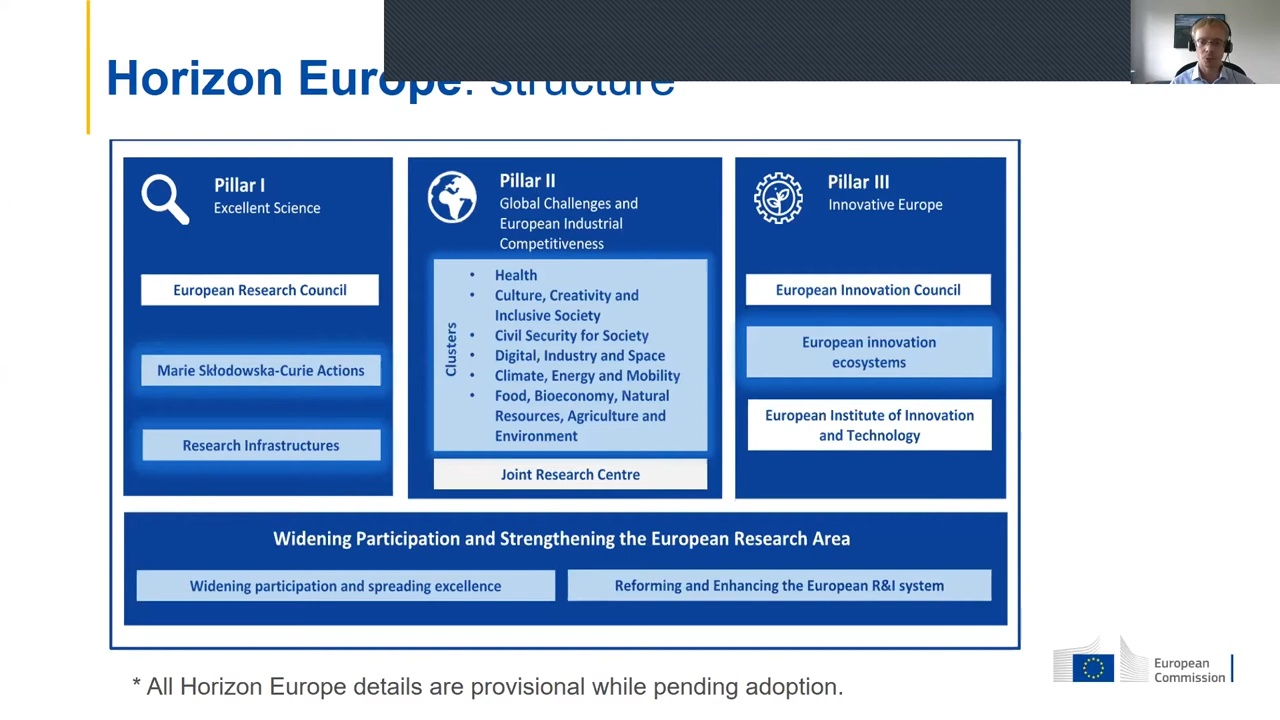 Horizon Europe: structure
Pillar I
Excellent Science
European Research Council
Marie Skłodowska-Curie Actions
Research Infrastructures
Pillar II
Global Challenges and
European Industrial
Competitiveness
Clusters
• Health
• Culture, Creativity and
Inclusive Society
• Civil Security for Society
• Digital, Industry and Space
• Climate, Energy and Mobility
• Food, Bioeconomy, Natural
Resources, Agriculture and
Environment
Joint Research Centre
Pillar III
Innovative Europe
European Innovation Council
European innovation
ecosystems
European Institute of Innovation
and Technology
Widening Participation and Strengthening the European Research Area
Widening participation and spreading excellence
Reforming and Enhancing the European R&I system
* All Horizon Europe details are provisional while pending adoption.
European
Commission